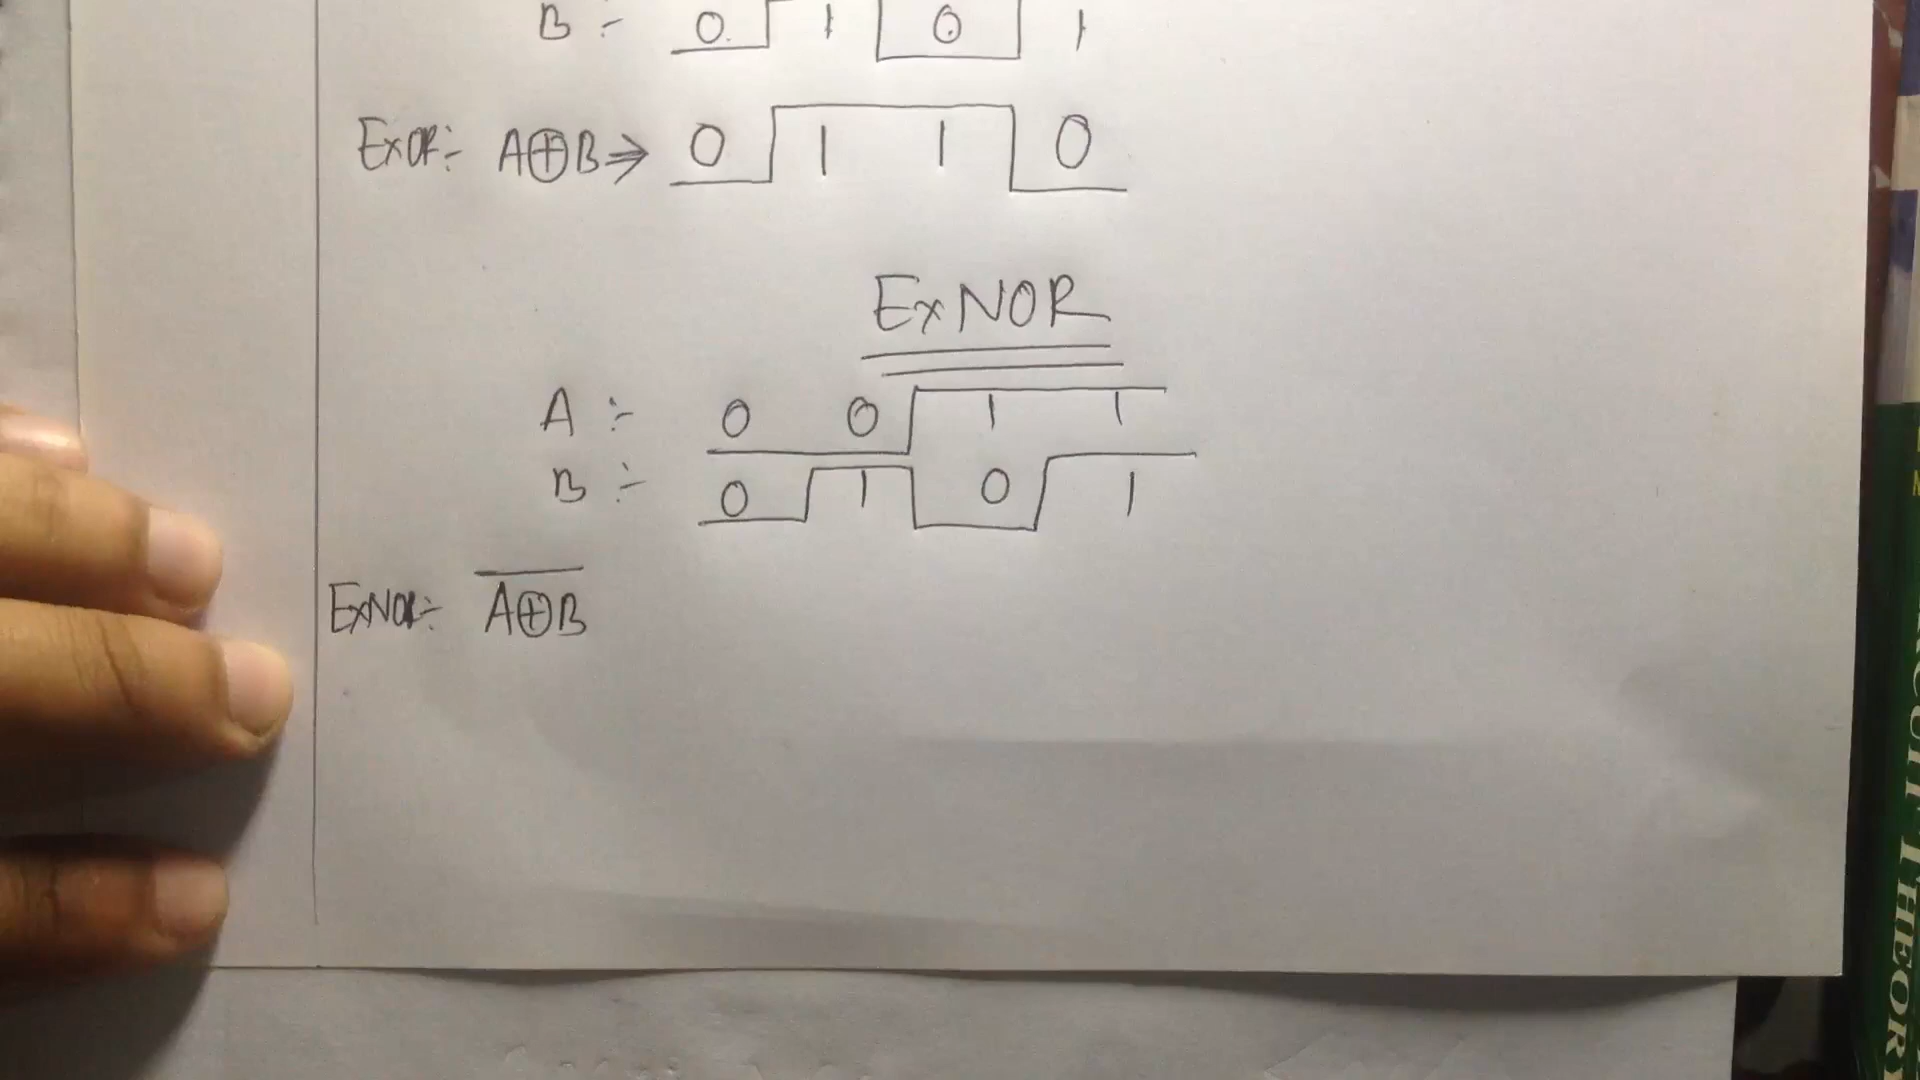 B :- 0 1 0 1
ExOR:- A⊕B⇒ 0 1 1 0
ExNOR
A :- 0 0 1 1
B :- 0 1 0 1
ExNOR:- A̅⊕̅B̅
THEORY